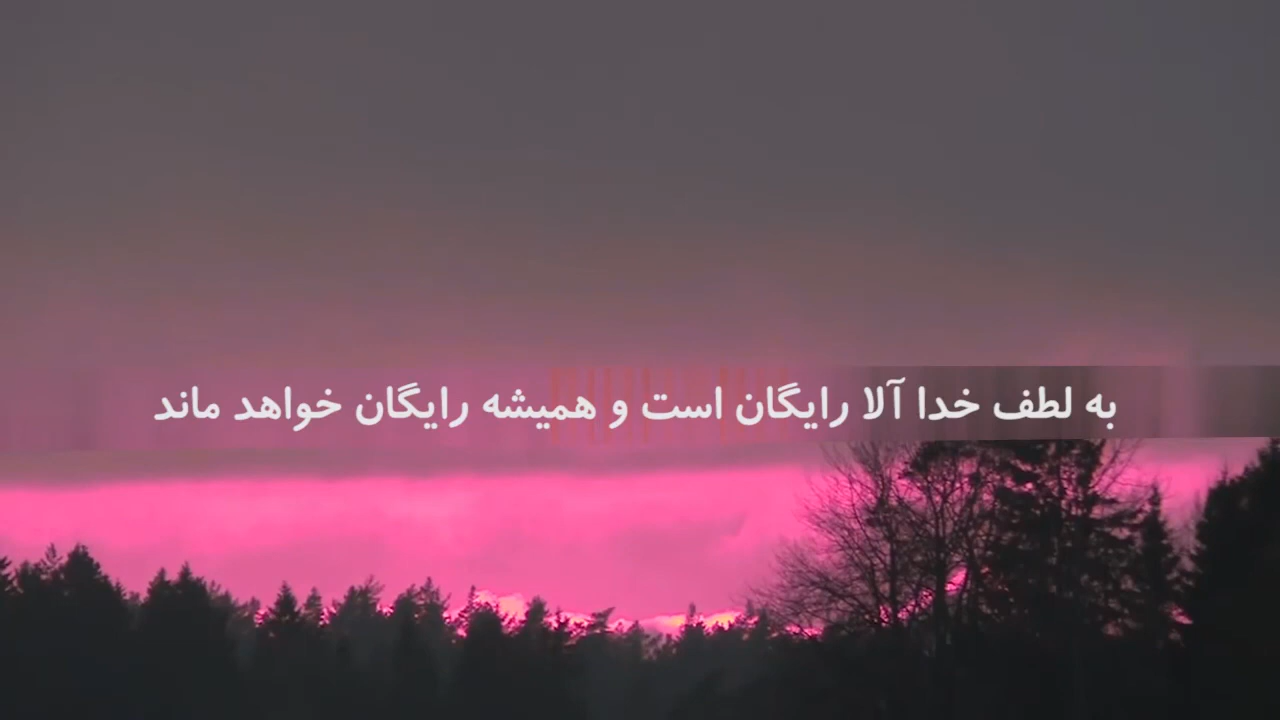 به لطف خدا آلا رایگان است و همیشه رایگان خواهد ماند